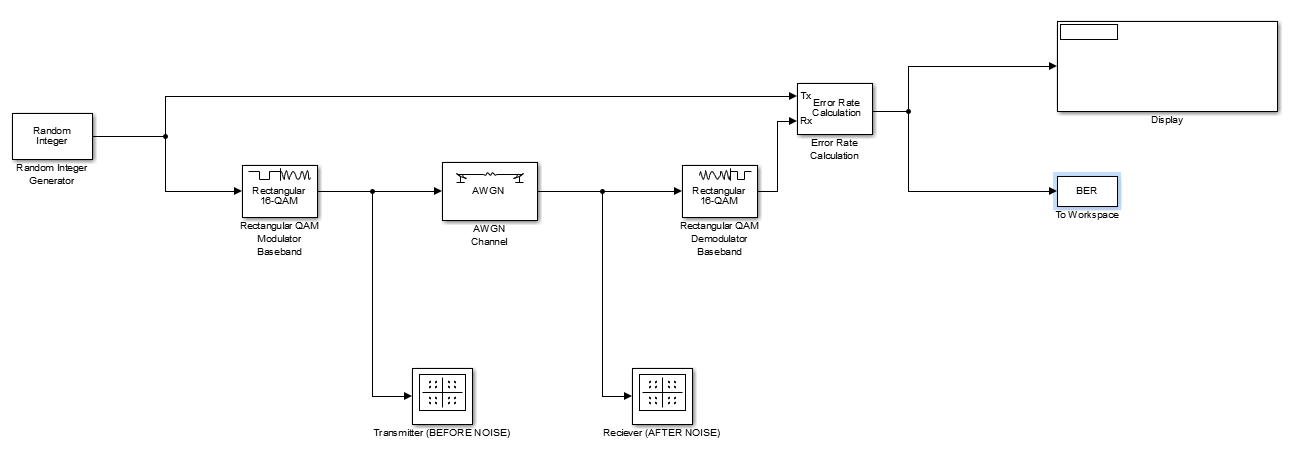 Random
Integer
Random Integer
Generator
Rectangular
16-QAM
Rectangular QAM
Modulator
Baseband
AWGN
AWGN
Channel
Rectangular
16-QAM
Rectangular QAM
Demodulator
Baseband
Tx
Rx
Error Rate
Calculation
Error Rate
Calculation
Display
BER
To Workspace
Transmitter (BEFORE NOISE)
Reciever (AFTER NOISE)